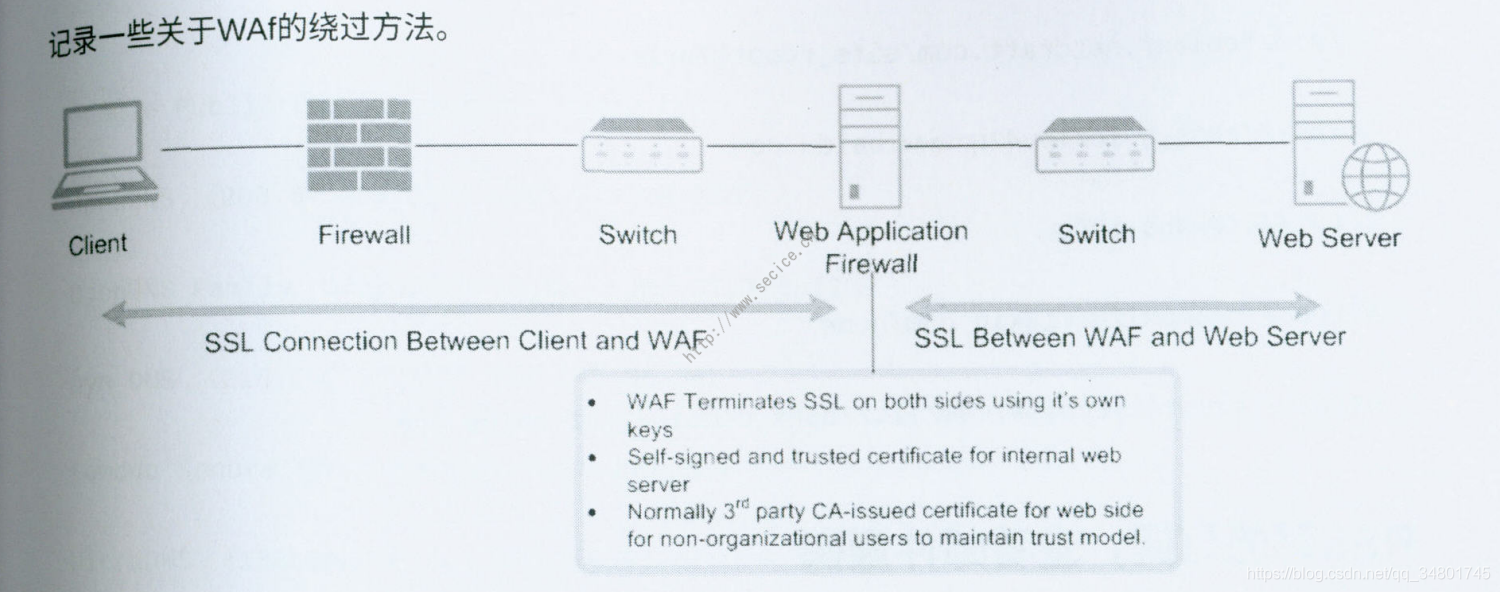 记录一些关于WAf的绕过方法。
Client
Firewall
Switch
Web Application
Firewall
Switch
Web Server
SSL Connection Between Client and WAF
SSL Between WAF and Web Server
http://www.secice.c
• WAF Terminates SSL on both sides using it's own
keys
• Self-signed and trusted certificate for internal web
server
• Normally 3rd party CA-issued certificate for web side
for non-organizational users to maintain trust model.
https://blog.csdn.net/qq_34801745